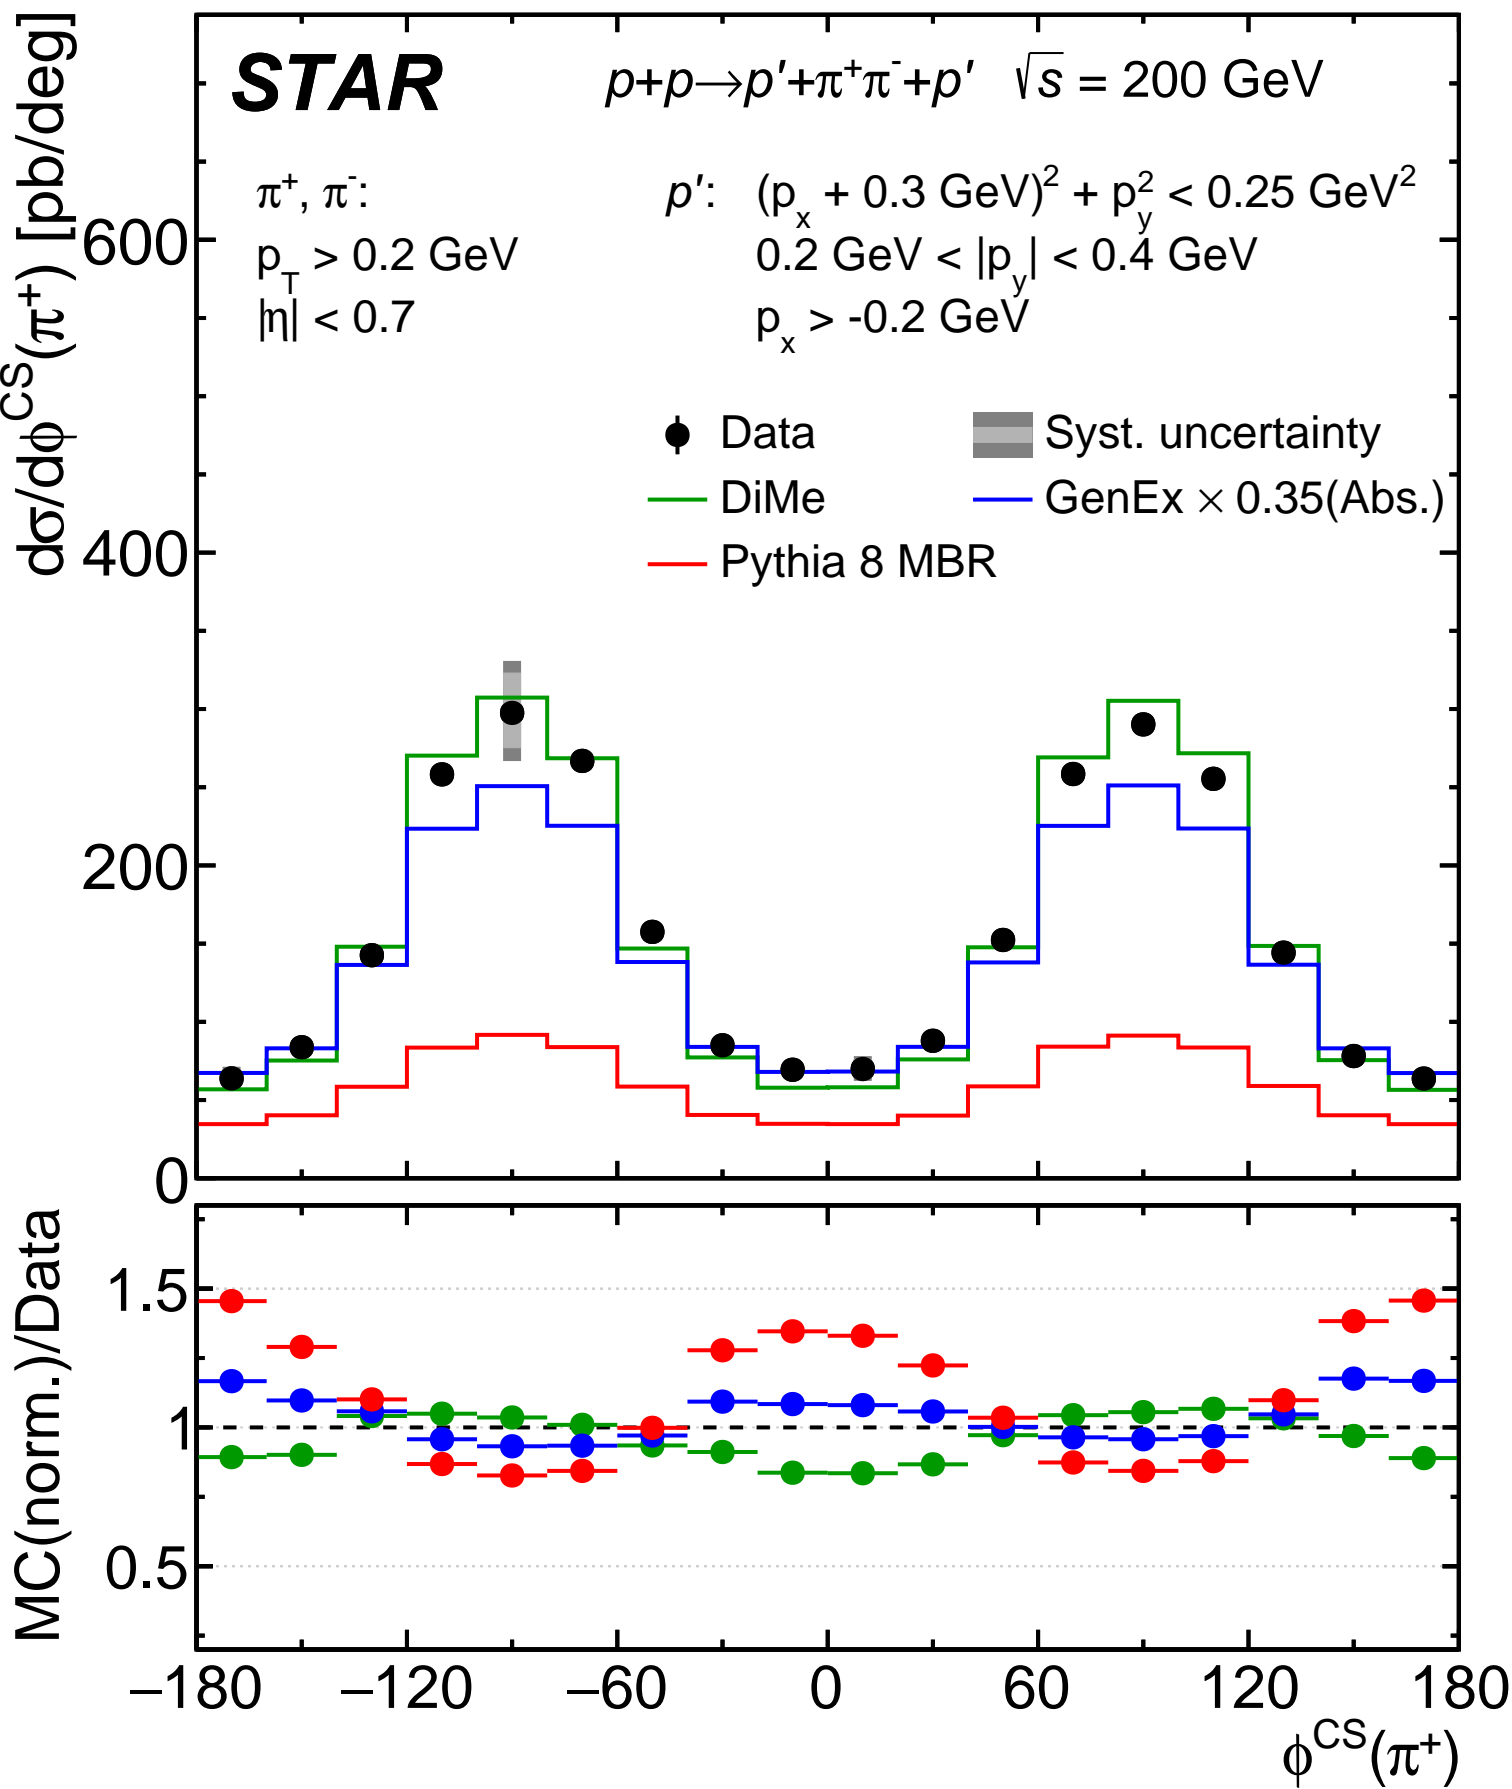 STAR p+p→p′+π⁺π⁻+p′ √s = 200 GeV
π⁺, π⁻: p′: (pₓ + 0.3 GeV)² + p_y² < 0.25 GeV²
p_T > 0.2 GeV 0.2 GeV < |p_y| < 0.4 GeV
|η| < 0.7 pₓ > -0.2 GeV
Data Syst. uncertainty
DiMe GenEx × 0.35(Abs.)
Pythia 8 MBR
dσ/dϕ^CS(π⁺) [pb/deg]
600
400
200
0
MC(norm.)/Data
1.5
1
0.5
−180 −120 −60 0 60 120 180
ϕ^CS(π⁺)